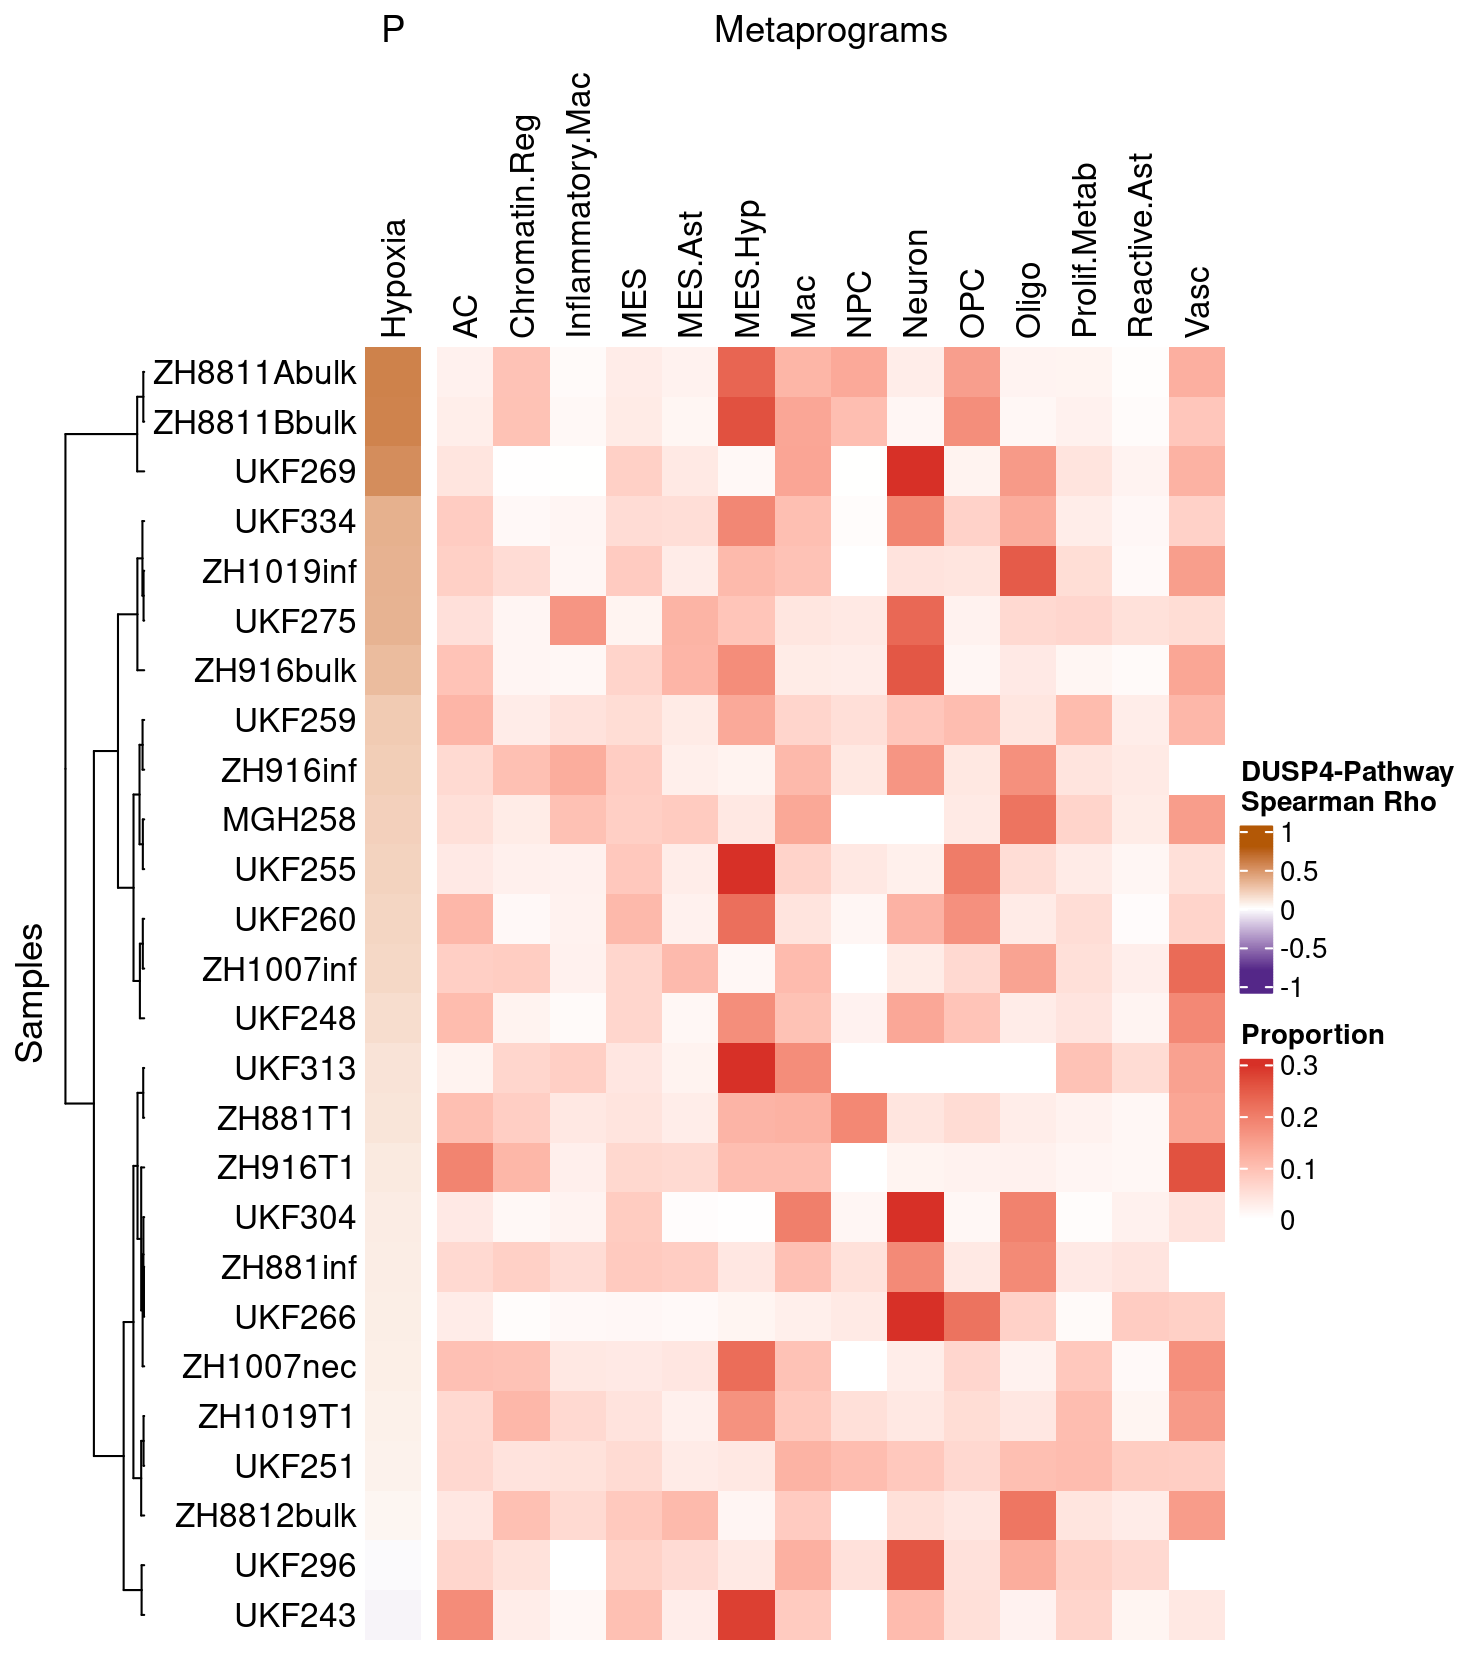 P
Metaprograms
Hypoxia
AC
Chromatin.Reg
Inflammatory.Mac
MES
MES.Ast
MES.Hyp
Mac
NPC
Neuron
OPC
Oligo
Prolif.Metab
Reactive.Ast
Vasc
Samples
ZH8811Abulk
ZH8811Bbulk
UKF269
UKF334
ZH1019inf
UKF275
ZH916bulk
UKF259
ZH916inf
MGH258
UKF255
UKF260
ZH1007inf
UKF248
UKF313
ZH881T1
ZH916T1
UKF304
ZH881inf
UKF266
ZH1007nec
ZH1019T1
UKF251
ZH8812bulk
UKF296
UKF243
DUSP4-Pathway
Spearman Rho
1
0.5
0
-0.5
-1
Proportion
0.3
0.2
0.1
0